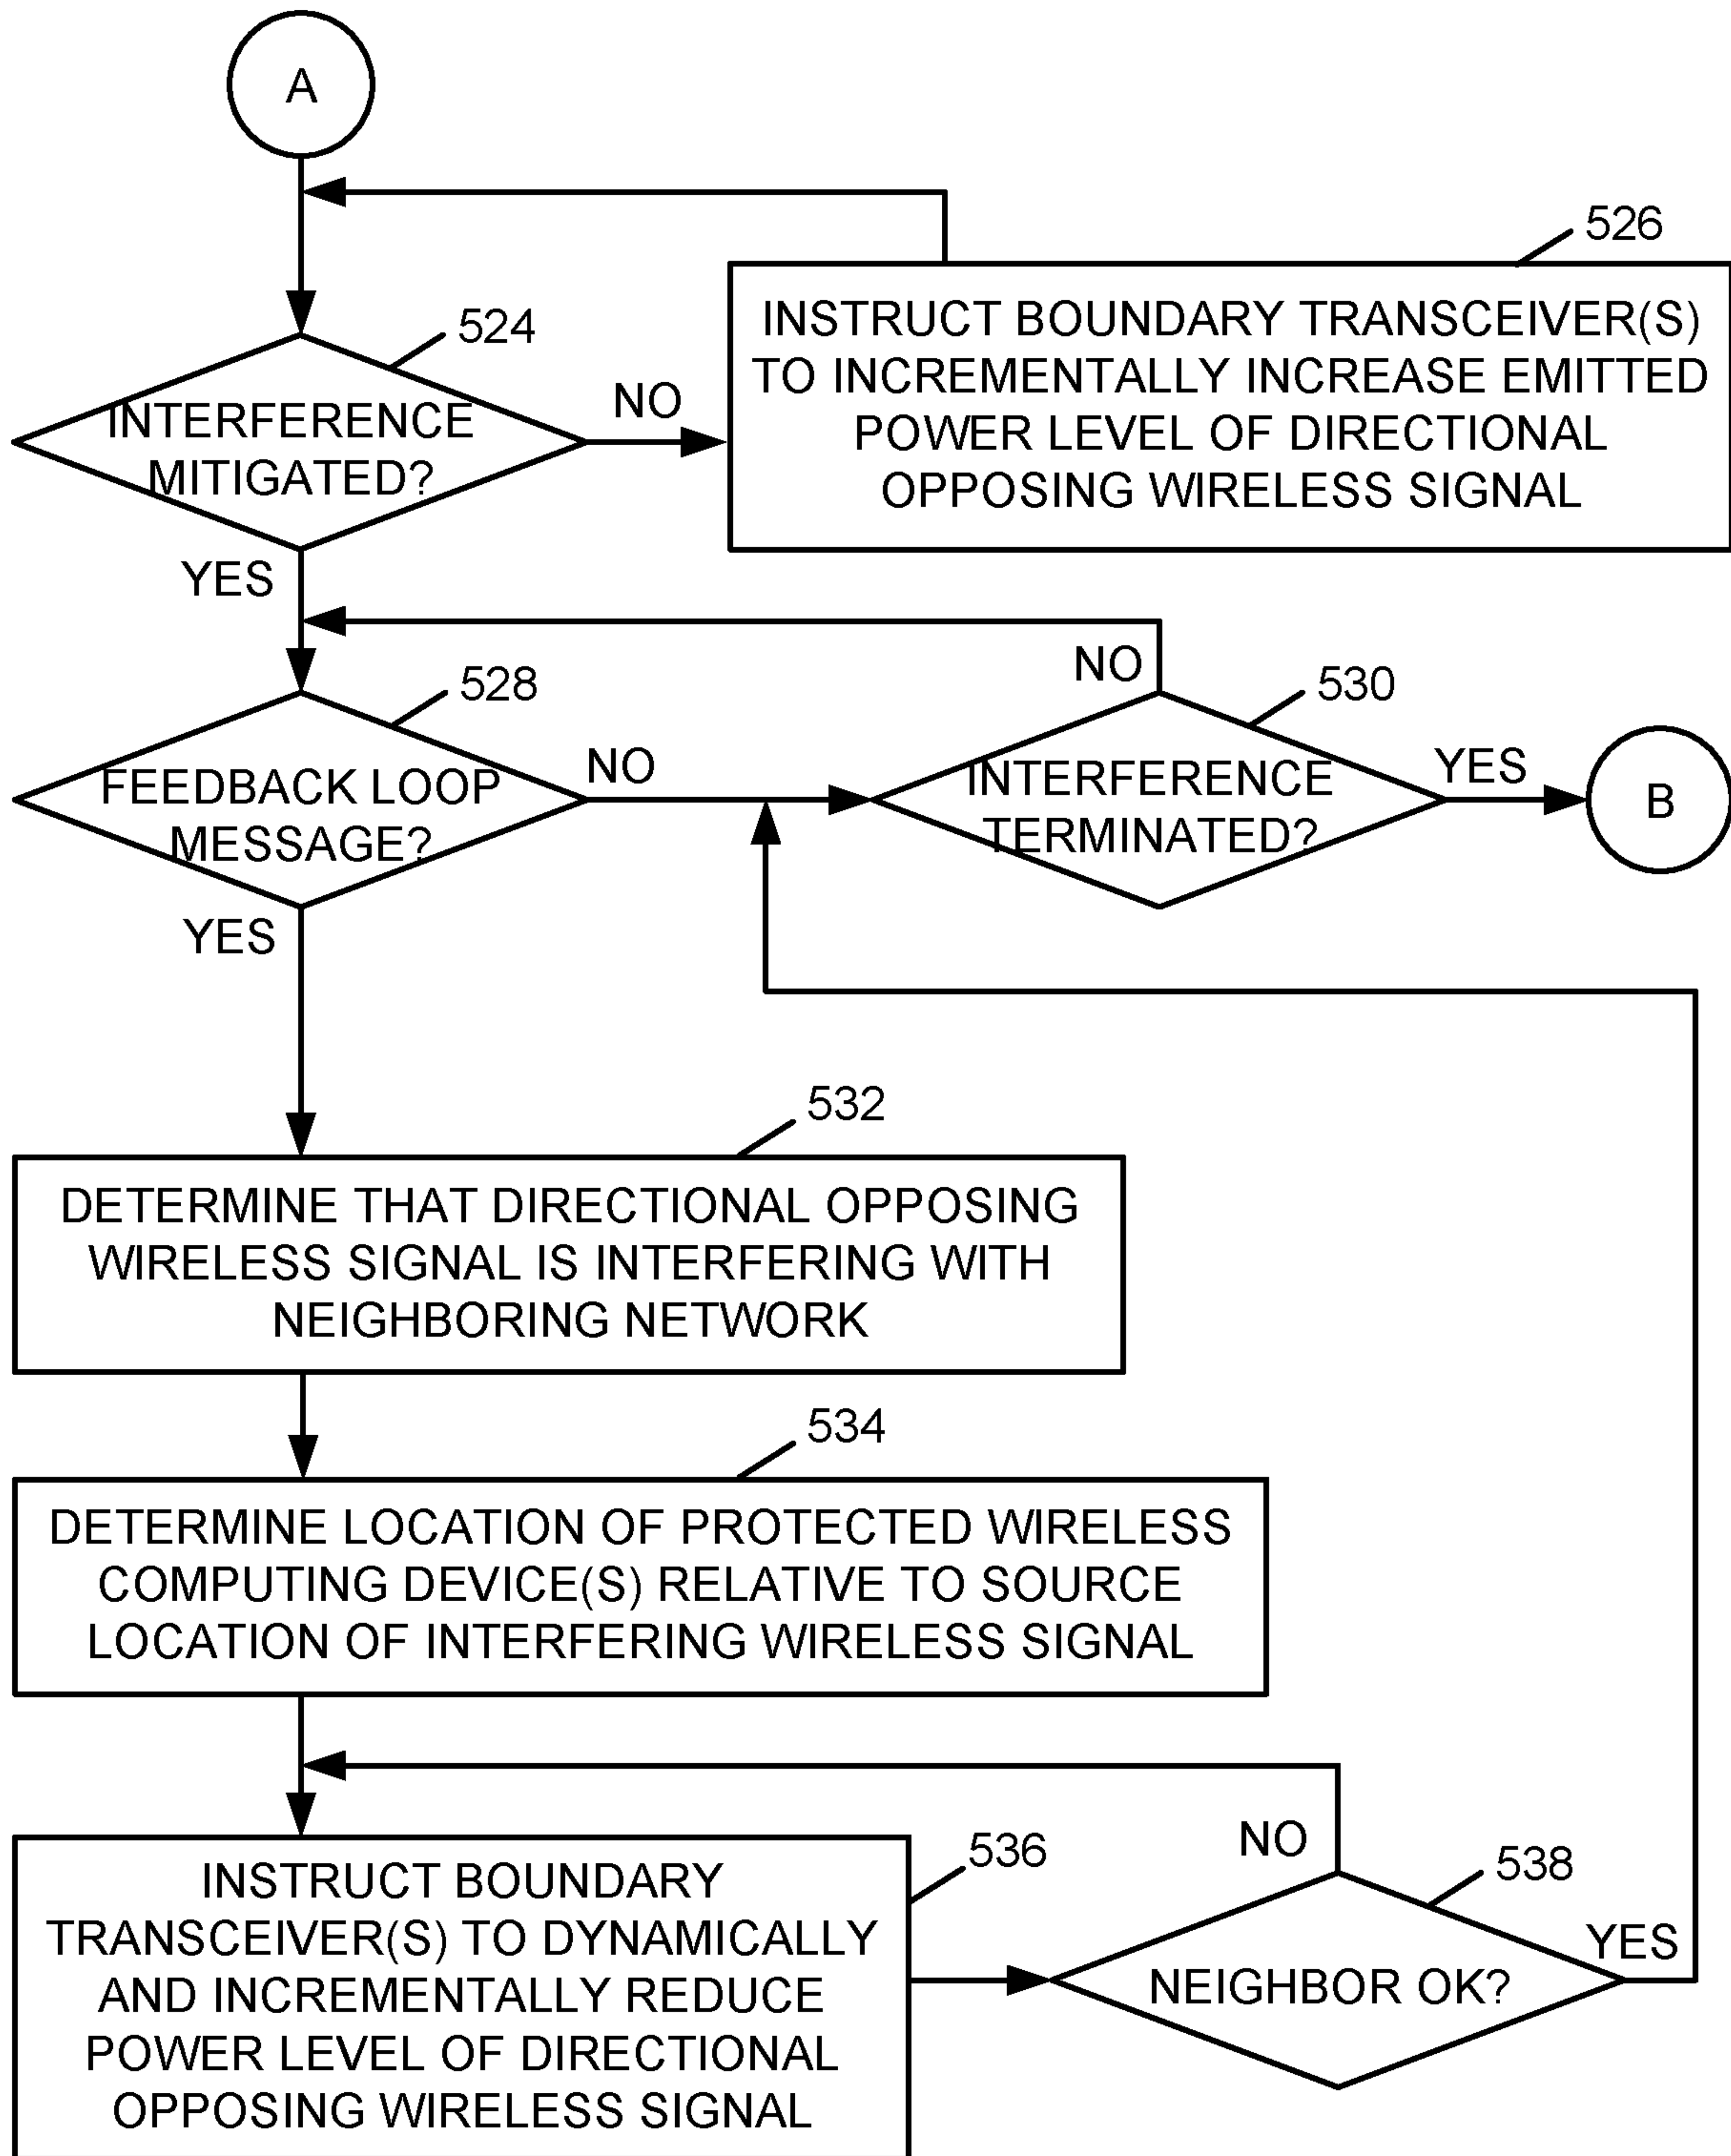 A
526
INSTRUCT BOUNDARY TRANSCEIVER(S)
TO INCREMENTALLY INCREASE EMITTED
POWER LEVEL OF DIRECTIONAL
OPPOSING WIRELESS SIGNAL
524
INTERFERENCE
MITIGATED?
NO
YES
528
FEEDBACK LOOP
MESSAGE?
NO
YES
NO
530
INTERFERENCE
TERMINATED?
YES
B
532
DETERMINE THAT DIRECTIONAL OPPOSING
WIRELESS SIGNAL IS INTERFERING WITH
NEIGHBORING NETWORK
534
DETERMINE LOCATION OF PROTECTED WIRELESS
COMPUTING DEVICE(S) RELATIVE TO SOURCE
LOCATION OF INTERFERING WIRELESS SIGNAL
536
INSTRUCT BOUNDARY
TRANSCEIVER(S) TO DYNAMICALLY
AND INCREMENTALLY REDUCE
POWER LEVEL OF DIRECTIONAL
OPPOSING WIRELESS SIGNAL
NO
538
NEIGHBOR OK?
YES